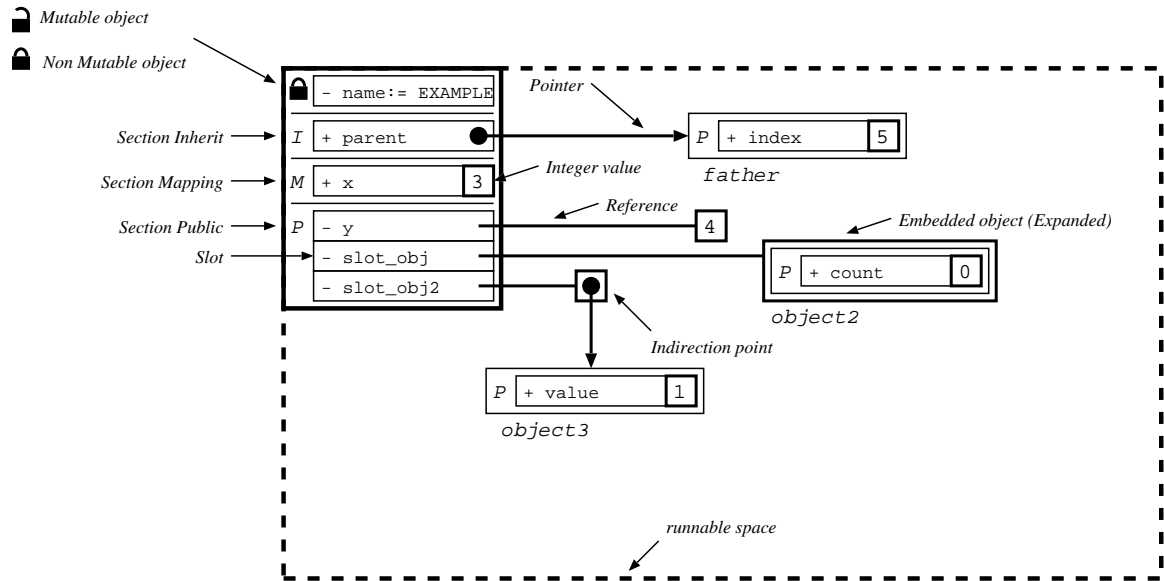 Mutable object
Non Mutable object
- name:= EXAMPLE
Pointer
Section Inherit
I + parent
P + index 5
father
Section Mapping
M + x 3
Integer value
Section Public
P - y
Reference
4
Embedded object (Expanded)
Slot
- slot_obj
P + count 0
object2
- slot_obj2
Indirection point
P + value 1
object3
runnable space